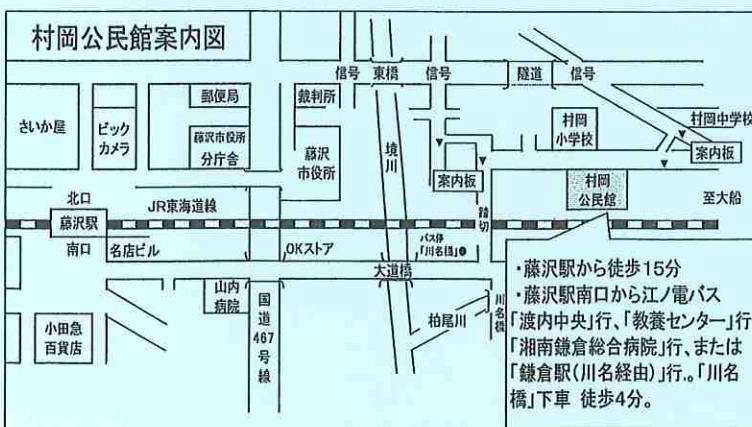 村岡公民館案内図
信号
東橋
信号
隧道
信号
さいか屋
ビック
カメラ
郵便局
裁判所
藤沢市役所
分庁舎
藤沢
市役所
境川
村岡
小学校
村岡中学校
案内板
案内板
村岡
公民館
至大船
北口
藤沢駅
南口
JR東海道線
踏切
名店ビル
OKストア
バス停
「川名橋」
大道橋
山内
病院
国道467号線
柏尾川
川名橋
小田急
百貨店
・藤沢駅から徒歩15分
・藤沢駅南口から江ノ電バス
「渡内中央」行、「教養センター」行
「湘南鎌倉総合病院」行、または
「鎌倉駅(川名経由)」行.。「川名
橋」下車 徒歩4分。